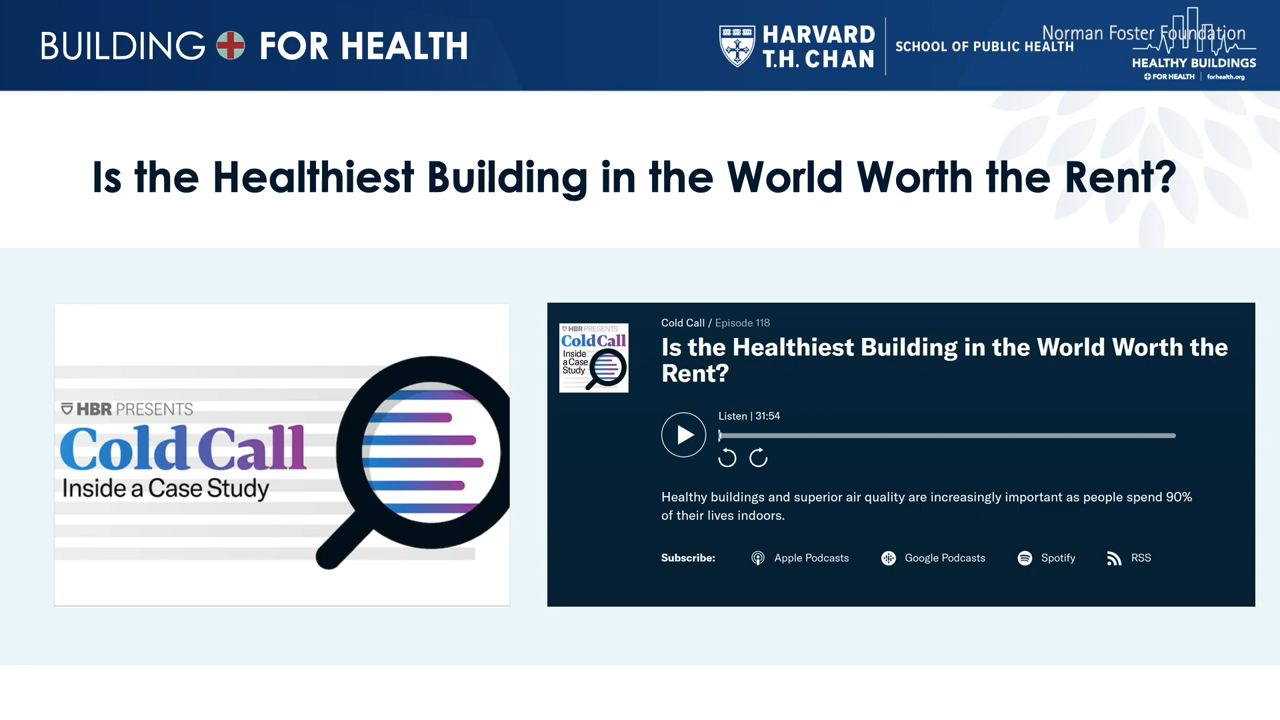 BUILDING FOR HEALTH
HARVARD
T.H. CHAN
SCHOOL OF PUBLIC HEALTH
Norman Foster Foundation
HEALTHY BUILDINGS
FOR HEALTH | forhealth.org
Is the Healthiest Building in the World Worth the Rent?
HBR PRESENTS
Cold Call
Inside a Case Study
HBR PRESENTS
Cold Call
Inside
a Case
Study
Cold Call / Episode 118
Is the Healthiest Building in the World Worth the
Rent?
Listen | 31:54
Healthy buildings and superior air quality are increasingly important as people spend 90%
of their lives indoors.
Subscribe: Apple Podcasts Google Podcasts Spotify RSS